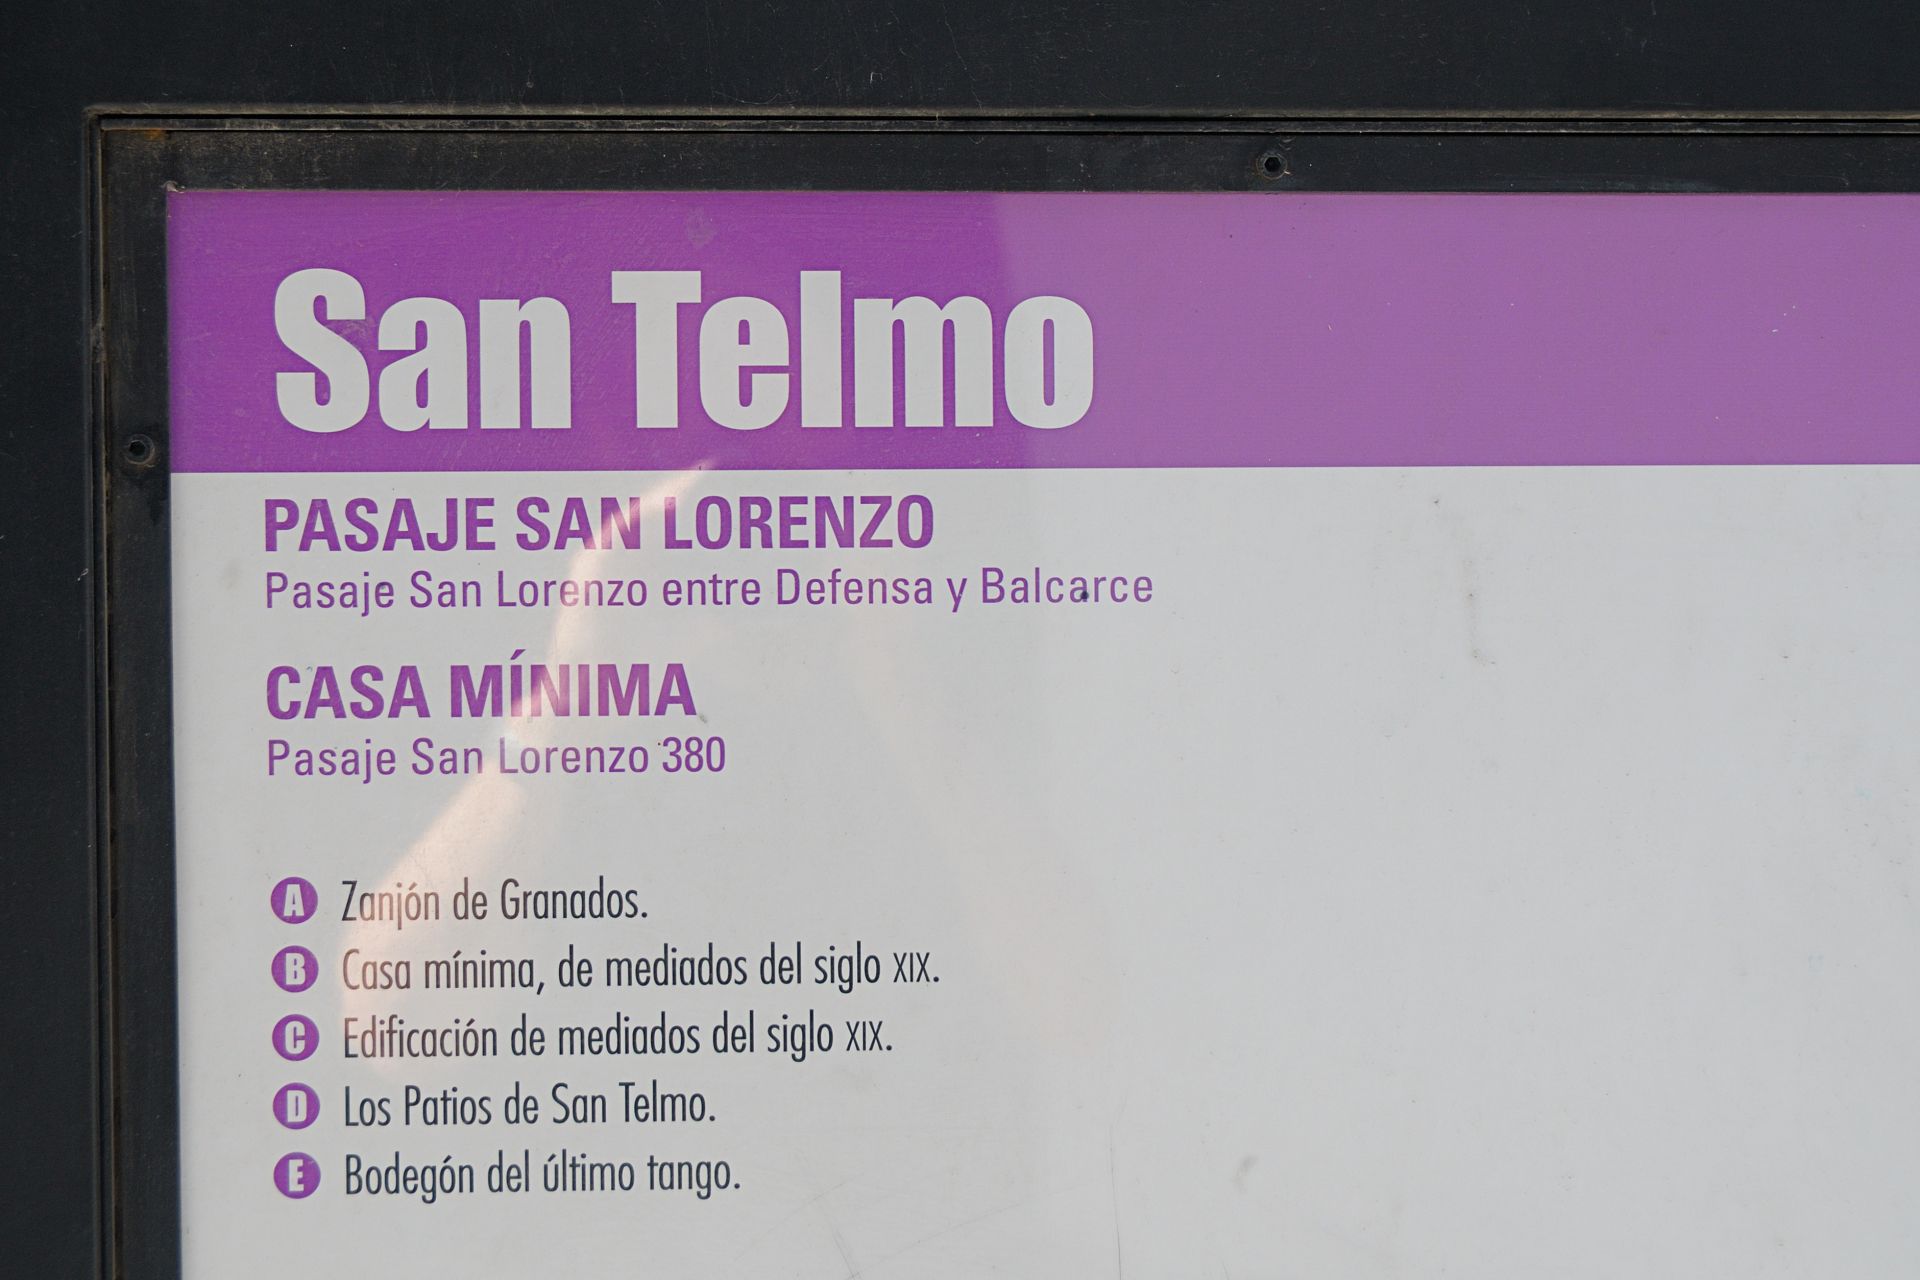 San Telmo
PASAJE SAN LORENZO
Pasaje San Lorenzo entre Defensa y Balcarce
CASA MÍNIMA
Pasaje San Lorenzo 380
A Zanjón de Granados.
B Casa mínima, de mediados del siglo XIX.
C Edificación de mediados del siglo XIX.
D Los Patios de San Telmo.
E Bodegón del último tango.